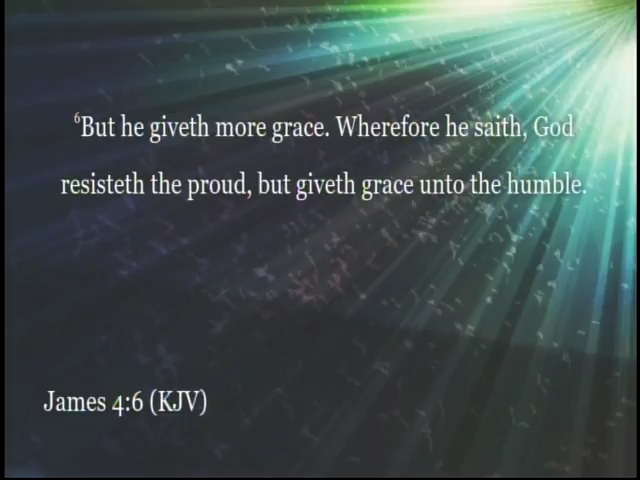 ⁶But he giveth more grace. Wherefore he saith, God
resisteth the proud, but giveth grace unto the humble.
James 4:6 (KJV)